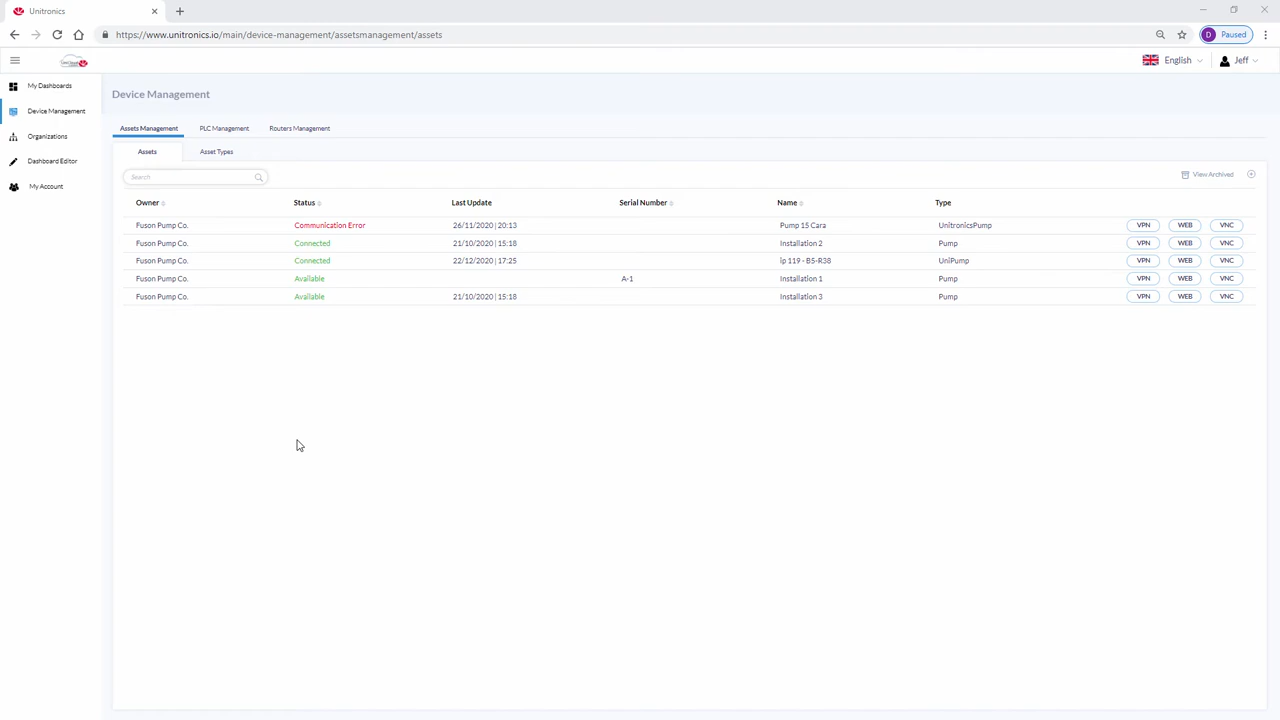 Unitronics
https://www.unitronics.io/main/device-management/assetsmanagement/assets
D Paused
English Jeff
My Dashboards
Device Management
Organizations
Dashboard Editor
My Account
Device Management
Assets Management PLC Management Routers Management
Assets Asset Types
Search View Archived
Owner Status Last Update Serial Number Name Type
Fuson Pump Co. Communication Error 26/11/2020 | 20:13 Pump 15 Cara UnitronicsPump VPN WEB VNC
Fuson Pump Co. Connected 21/10/2020 | 15:18 Installation 2 Pump VPN WEB VNC
Fuson Pump Co. Connected 22/12/2020 | 17:25 ip 119 - B5-R38 UniPump VPN WEB VNC
Fuson Pump Co. Available A-1 Installation 1 Pump VPN WEB VNC
Fuson Pump Co. Available 21/10/2020 | 15:18 Installation 3 Pump VPN WEB VNC